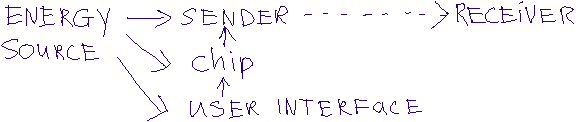 ENERGY SENDER RECEIVER
SOURCE chip
USER INTERFACE